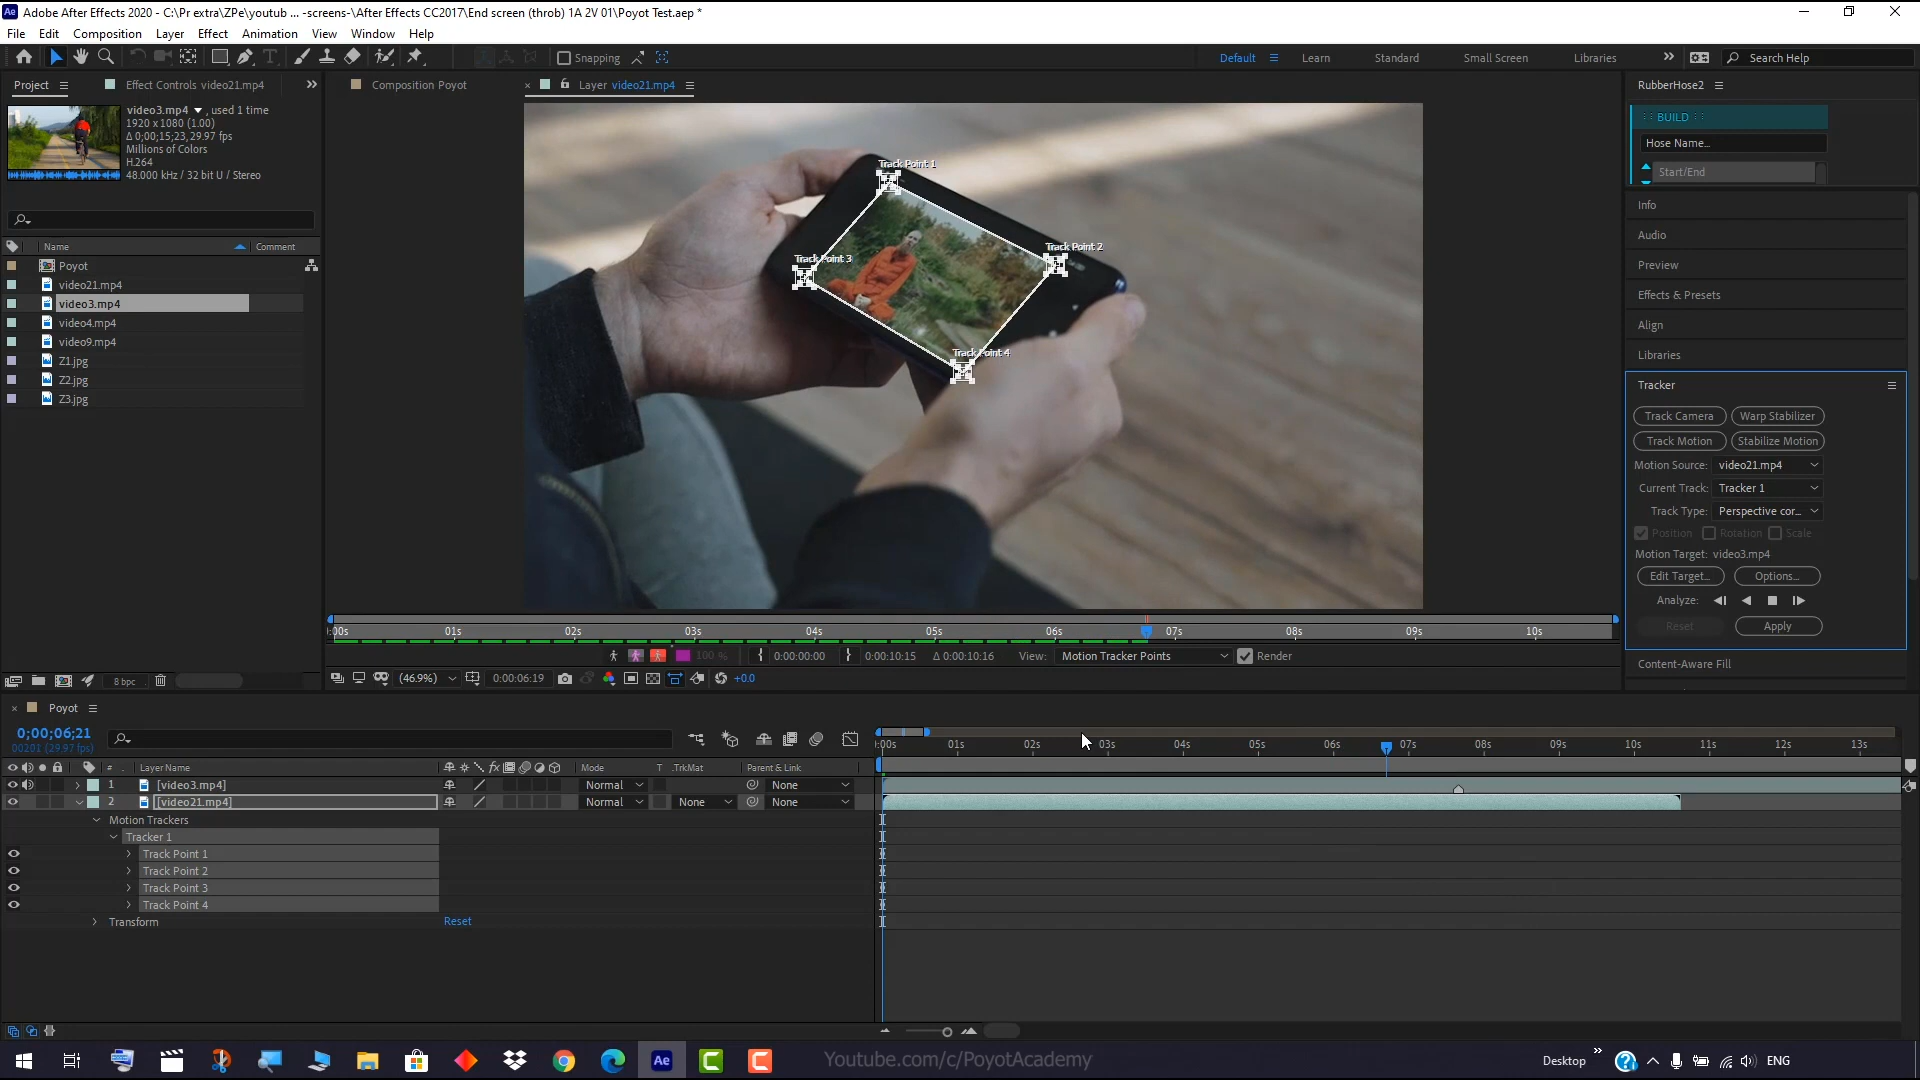 Adobe After Effects 2020 - C:\Pr extra\ZPe\youtub ... -screens-\After Effects CC2017\End screen (throb) 1A 2V 01\Poyot Test.aep *
File Edit Composition Layer Effect Animation View Window Help
Snapping Default Learn Standard Small Screen Libraries Search Help
Project Effect Controls video21.mp4 Composition Poyot Layer video21.mp4
video3.mp4 , used 1 time
1920 x 1080 (1.00)
Δ 0;00;15;23, 29.97 fps
Millions of Colors
H.264
48.000 kHz / 32 bit U / Stereo
Name Comment
Poyot
video21.mp4
video3.mp4
video4.mp4
video9.mp4
Z1.jpg
Z2.jpg
Z3.jpg
8 bpc
Track Point 1
Track Point 2
Track Point 3
Track Point 4
:00s 01s 02s 03s 04s 05s 06s 07s 08s 09s 10s
100 % 0:00:00:00 0:00:10:15 Δ 0:00:10:16 View: Motion Tracker Points Render
(46.9%) 0:00:06:19 +0.0
RubberHose2
:: BUILD ::
Hose Name...
Start/End
Info
Audio
Preview
Effects & Presets
Align
Libraries
Tracker
Track Camera Warp Stabilizer
Track Motion Stabilize Motion
Motion Source: video21.mp4
Current Track: Tracker 1
Track Type: Perspective cor...
Position Rotation Scale
Motion Target: video3.mp4
Edit Target... Options...
Analyze:
Reset Apply
Content-Aware Fill
Poyot
0;00;06;21
00201 (29.97 fps)
:00s 01s 02s 03s 04s 05s 06s 07s 08s 09s 10s 11s 12s 13s
# Layer Name Mode T .TrkMat Parent & Link
1 [video3.mp4] Normal None
2 [video21.mp4] Normal None None
Motion Trackers
Tracker 1
Track Point 1
Track Point 2
Track Point 3
Track Point 4
Transform Reset
Youtube.com/c/PoyotAcademy
Desktop ENG